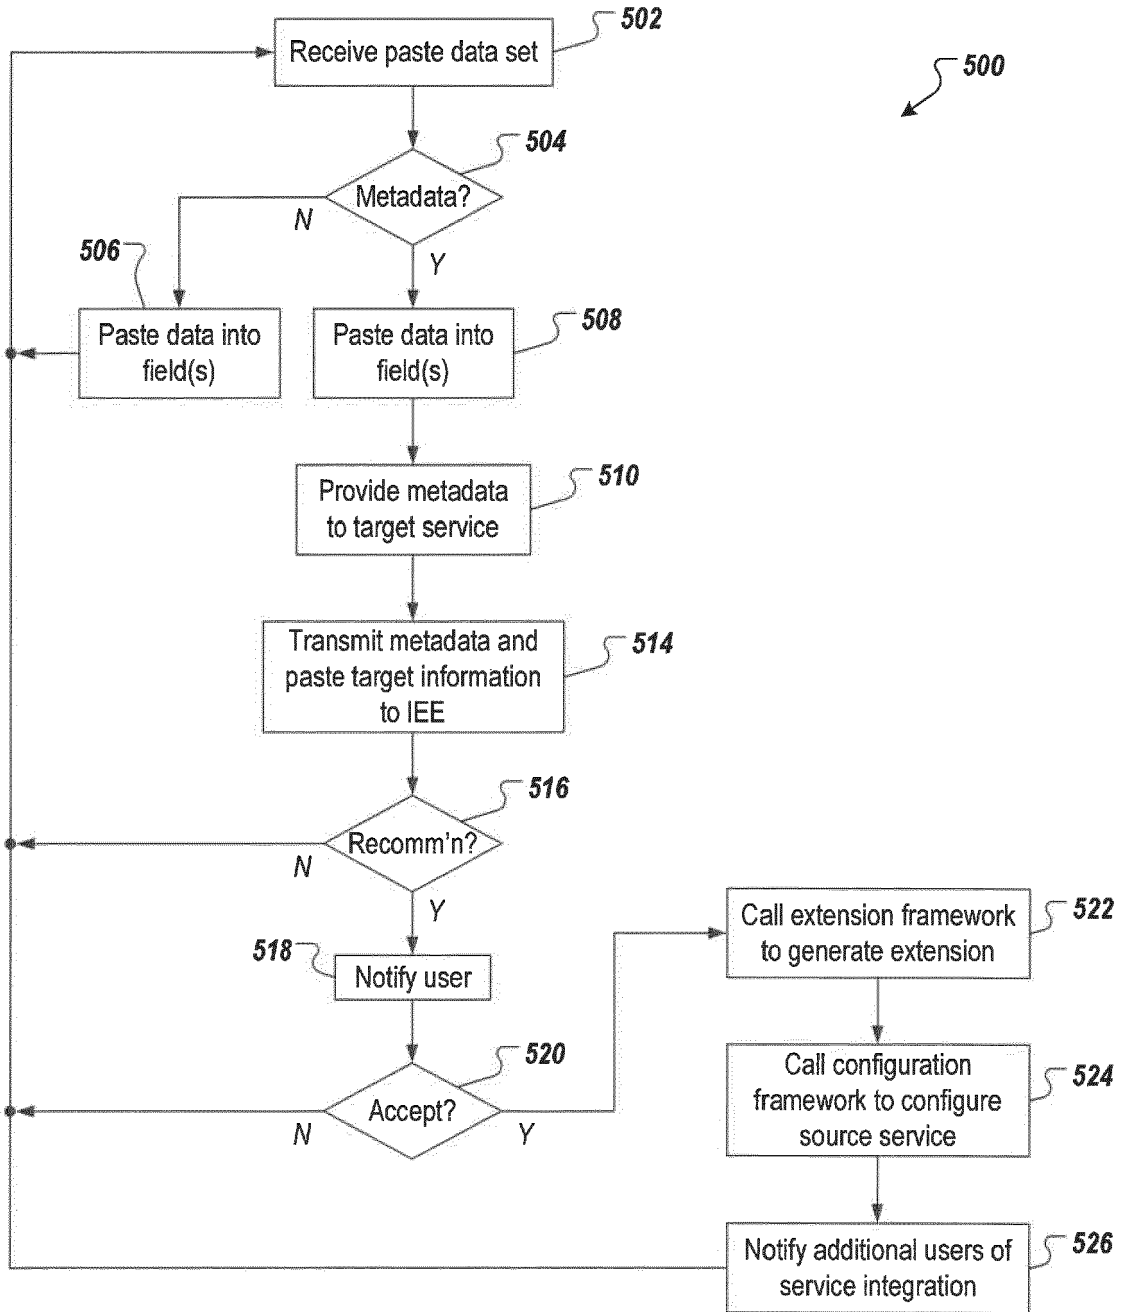 502
Receive paste data set
500
504
Metadata?
N
Y
506
Paste data into
field(s)
508
Paste data into
field(s)
510
Provide metadata
to target service
514
Transmit metadata and
paste target information
to IEE
516
Recomm'n?
N
Y
518
Notify user
520
Accept?
N
Y
522
Call extension framework
to generate extension
524
Call configuration
framework to configure
source service
526
Notify additional users of
service integration